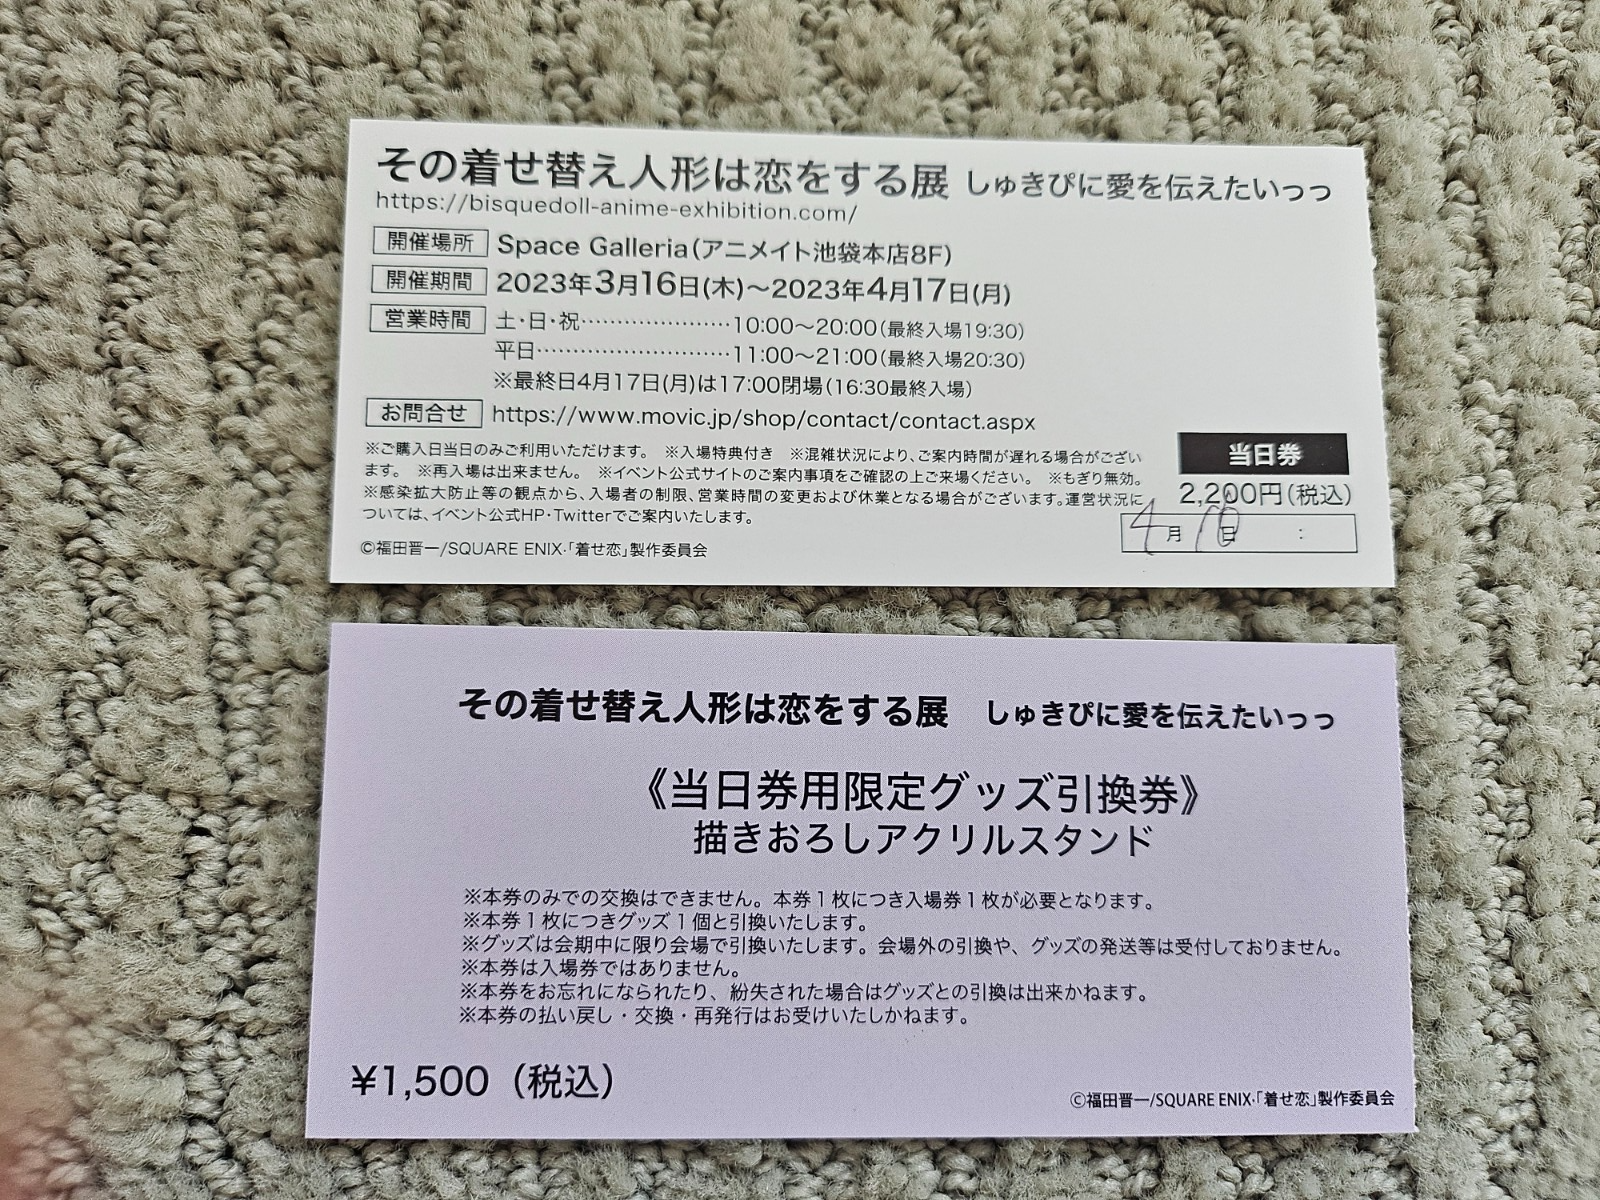 その着せ替え人形は恋をする展 しゅきぴに愛を伝えたいっっ
https://bisquedoll-anime-exhibition.com/
開催場所 Space Galleria(アニメイト池袋本店8F)
開催期間 2023年3月16日(木)～2023年4月17日(月)
営業時間 土・日・祝…………………10:00～20:00(最終入場19:30)
平日………………………11:00～21:00(最終入場20:30)
※最終日4月17日(月)は17:00閉場(16:30最終入場)
お問合せ https://www.movic.jp/shop/contact/contact.aspx
※ご購入日当日のみご利用いただけます。 ※入場特典付き ※混雑状況により、ご案内時間が遅れる場合がござい
ます。 ※再入場は出来ません。 ※イベント公式サイトのご案内事項をご確認の上ご来場ください。 ※もぎり無効。
※感染拡大防止等の観点から、入場者の制限、営業時間の変更および休業となる場合がございます。運営状況に
ついては、イベント公式HP・Twitterでご案内いたします。
©福田晋一/SQUARE ENIX・「着せ恋」製作委員会
当日券
2,200円(税込)
4月10日 :
その着せ替え人形は恋をする展 しゅきぴに愛を伝えたいっっ
《当日券用限定グッズ引換券》
描きおろしアクリルスタンド
※本券のみでの交換はできません。本券1枚につき入場券1枚が必要となります。
※本券1枚につきグッズ1個と引換いたします。
※グッズは会期中に限り会場で引換いたします。会場外の引換や、グッズの発送等は受付しておりません。
※本券は入場券ではありません。
※本券をお忘れになられたり、紛失された場合はグッズとの引換は出来かねます。
※本券の払い戻し・交換・再発行はお受けいたしかねます。
¥1,500（税込）
©福田晋一/SQUARE ENIX・「着せ恋」製作委員会